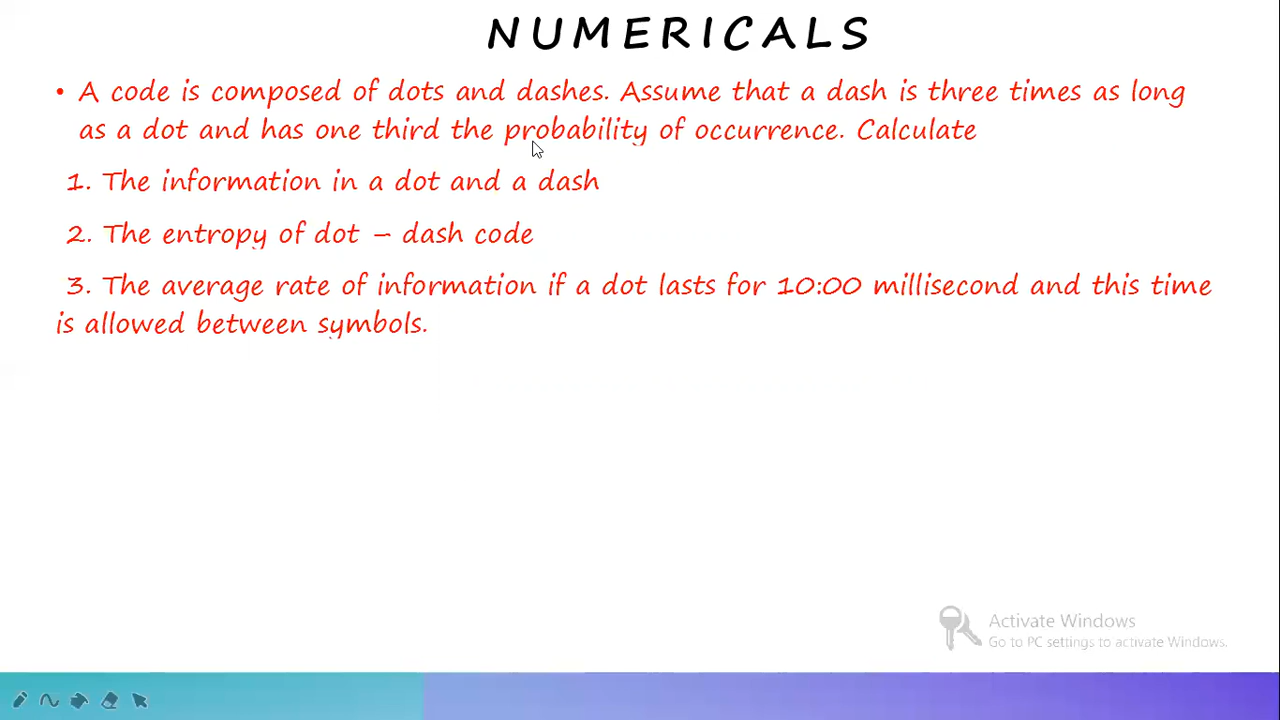 NUMERICALS
• A code is composed of dots and dashes. Assume that a dash is three times as long
as a dot and has one third the probability of occurrence. Calculate
1. The information in a dot and a dash
2. The entropy of dot – dash code
3. The average rate of information if a dot lasts for 10:00 millisecond and this time
is allowed between symbols.
Activate Windows
Go to PC settings to activate Windows.